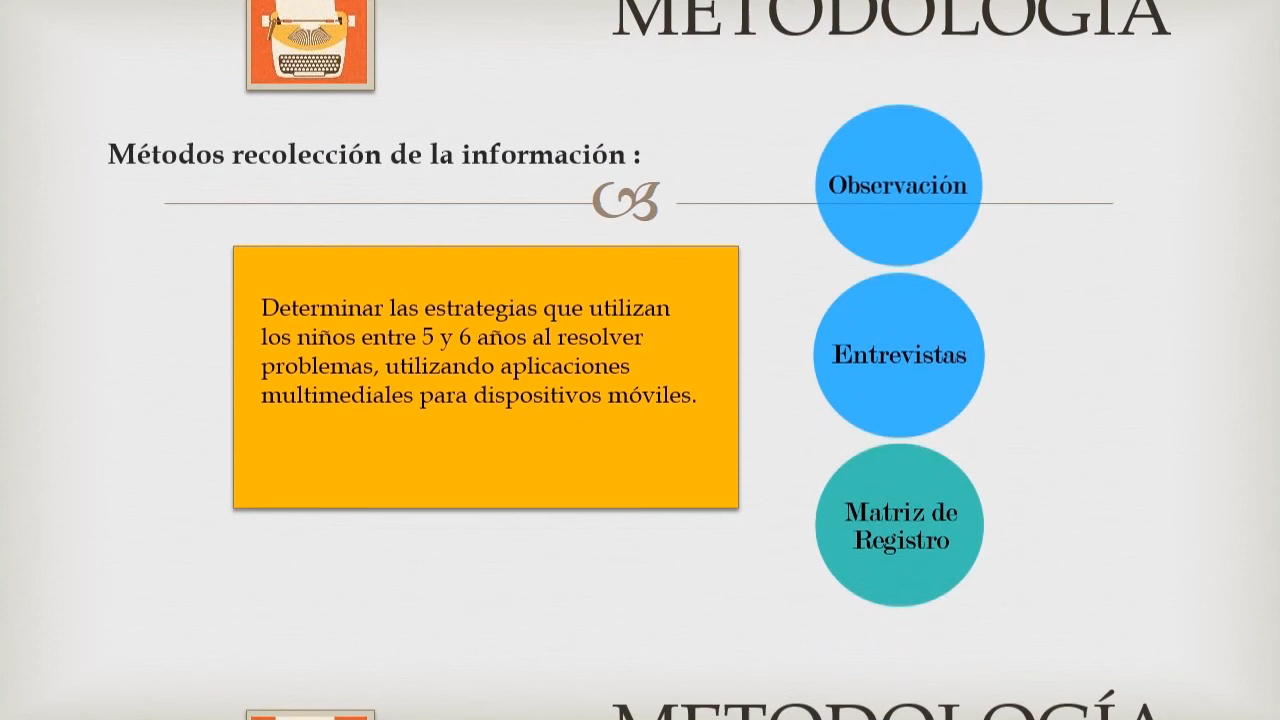 METODOLOGÍA
Métodos recolección de la información :
Observación
Determinar las estrategias que utilizan
los niños entre 5 y 6 años al resolver
problemas, utilizando aplicaciones
multimediales para dispositivos móviles.
Entrevistas
Matriz de
Registro
METODOLOGÍA